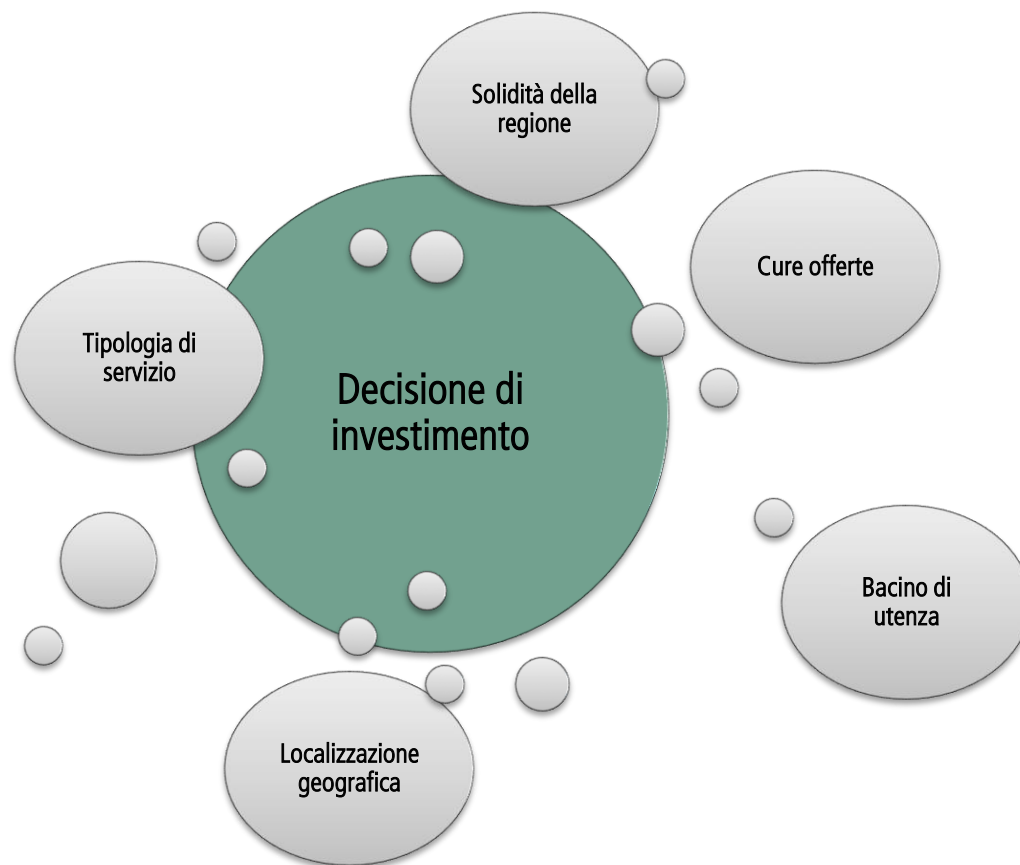 Solidità della
regione
Cure offerte
Tipologia di
servizio
Decisione di
investimento
Bacino di
utenza
Localizzazione
geografica